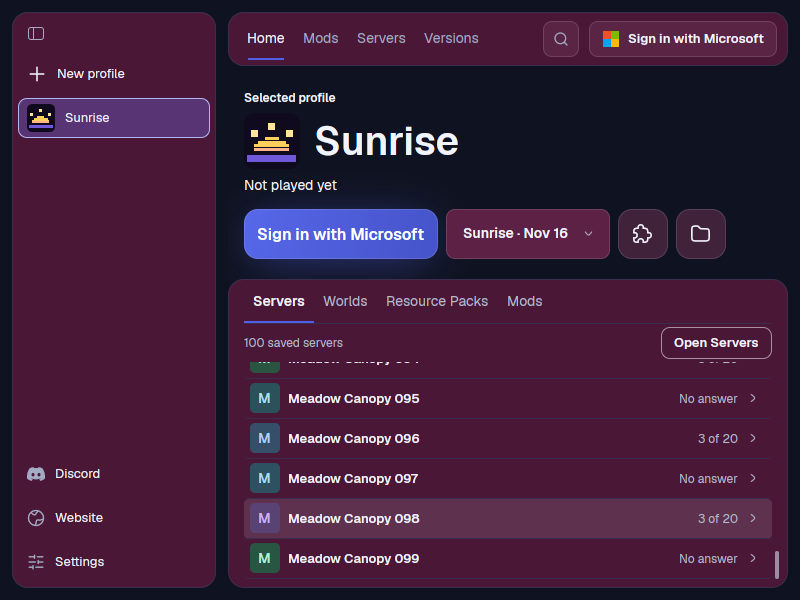 New profile
Sunrise
Discord
Website
Settings
Home Mods Servers Versions
Sign in with Microsoft
Selected profile
Sunrise
Not played yet
Sign in with Microsoft
Sunrise · Nov 16
Servers Worlds Resource Packs Mods
100 saved servers
Open Servers
M Meadow Canopy 095 No answer
M Meadow Canopy 096 3 of 20
M Meadow Canopy 097 No answer
M Meadow Canopy 098 3 of 20
M Meadow Canopy 099 No answer